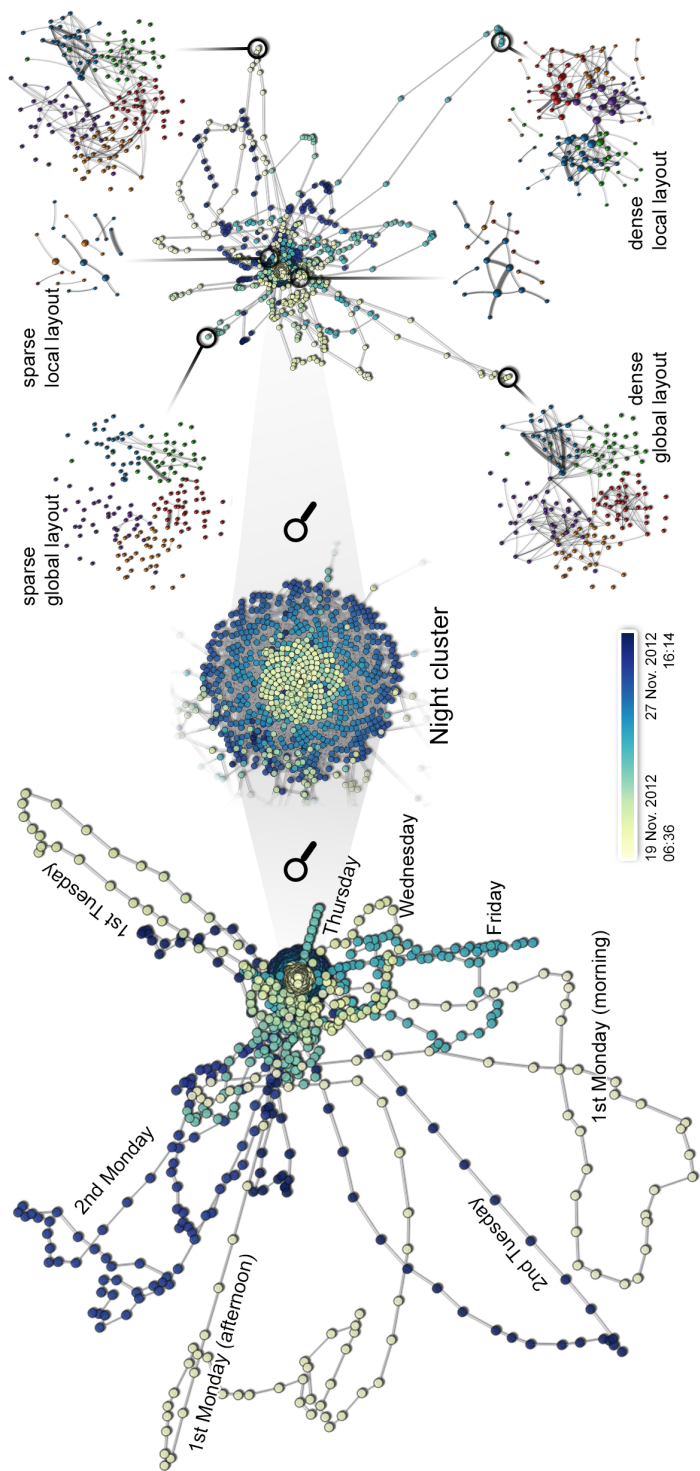 1st Monday (afternoon)
2nd Monday
1st Tuesday
Thursday
Wednesday
Friday
1st Monday (morning)
2nd Tuesday
Night cluster
19 Nov. 2012
06:36
27 Nov. 2012
16:14
sparse
global layout
sparse
local layout
dense
global layout
dense
local layout